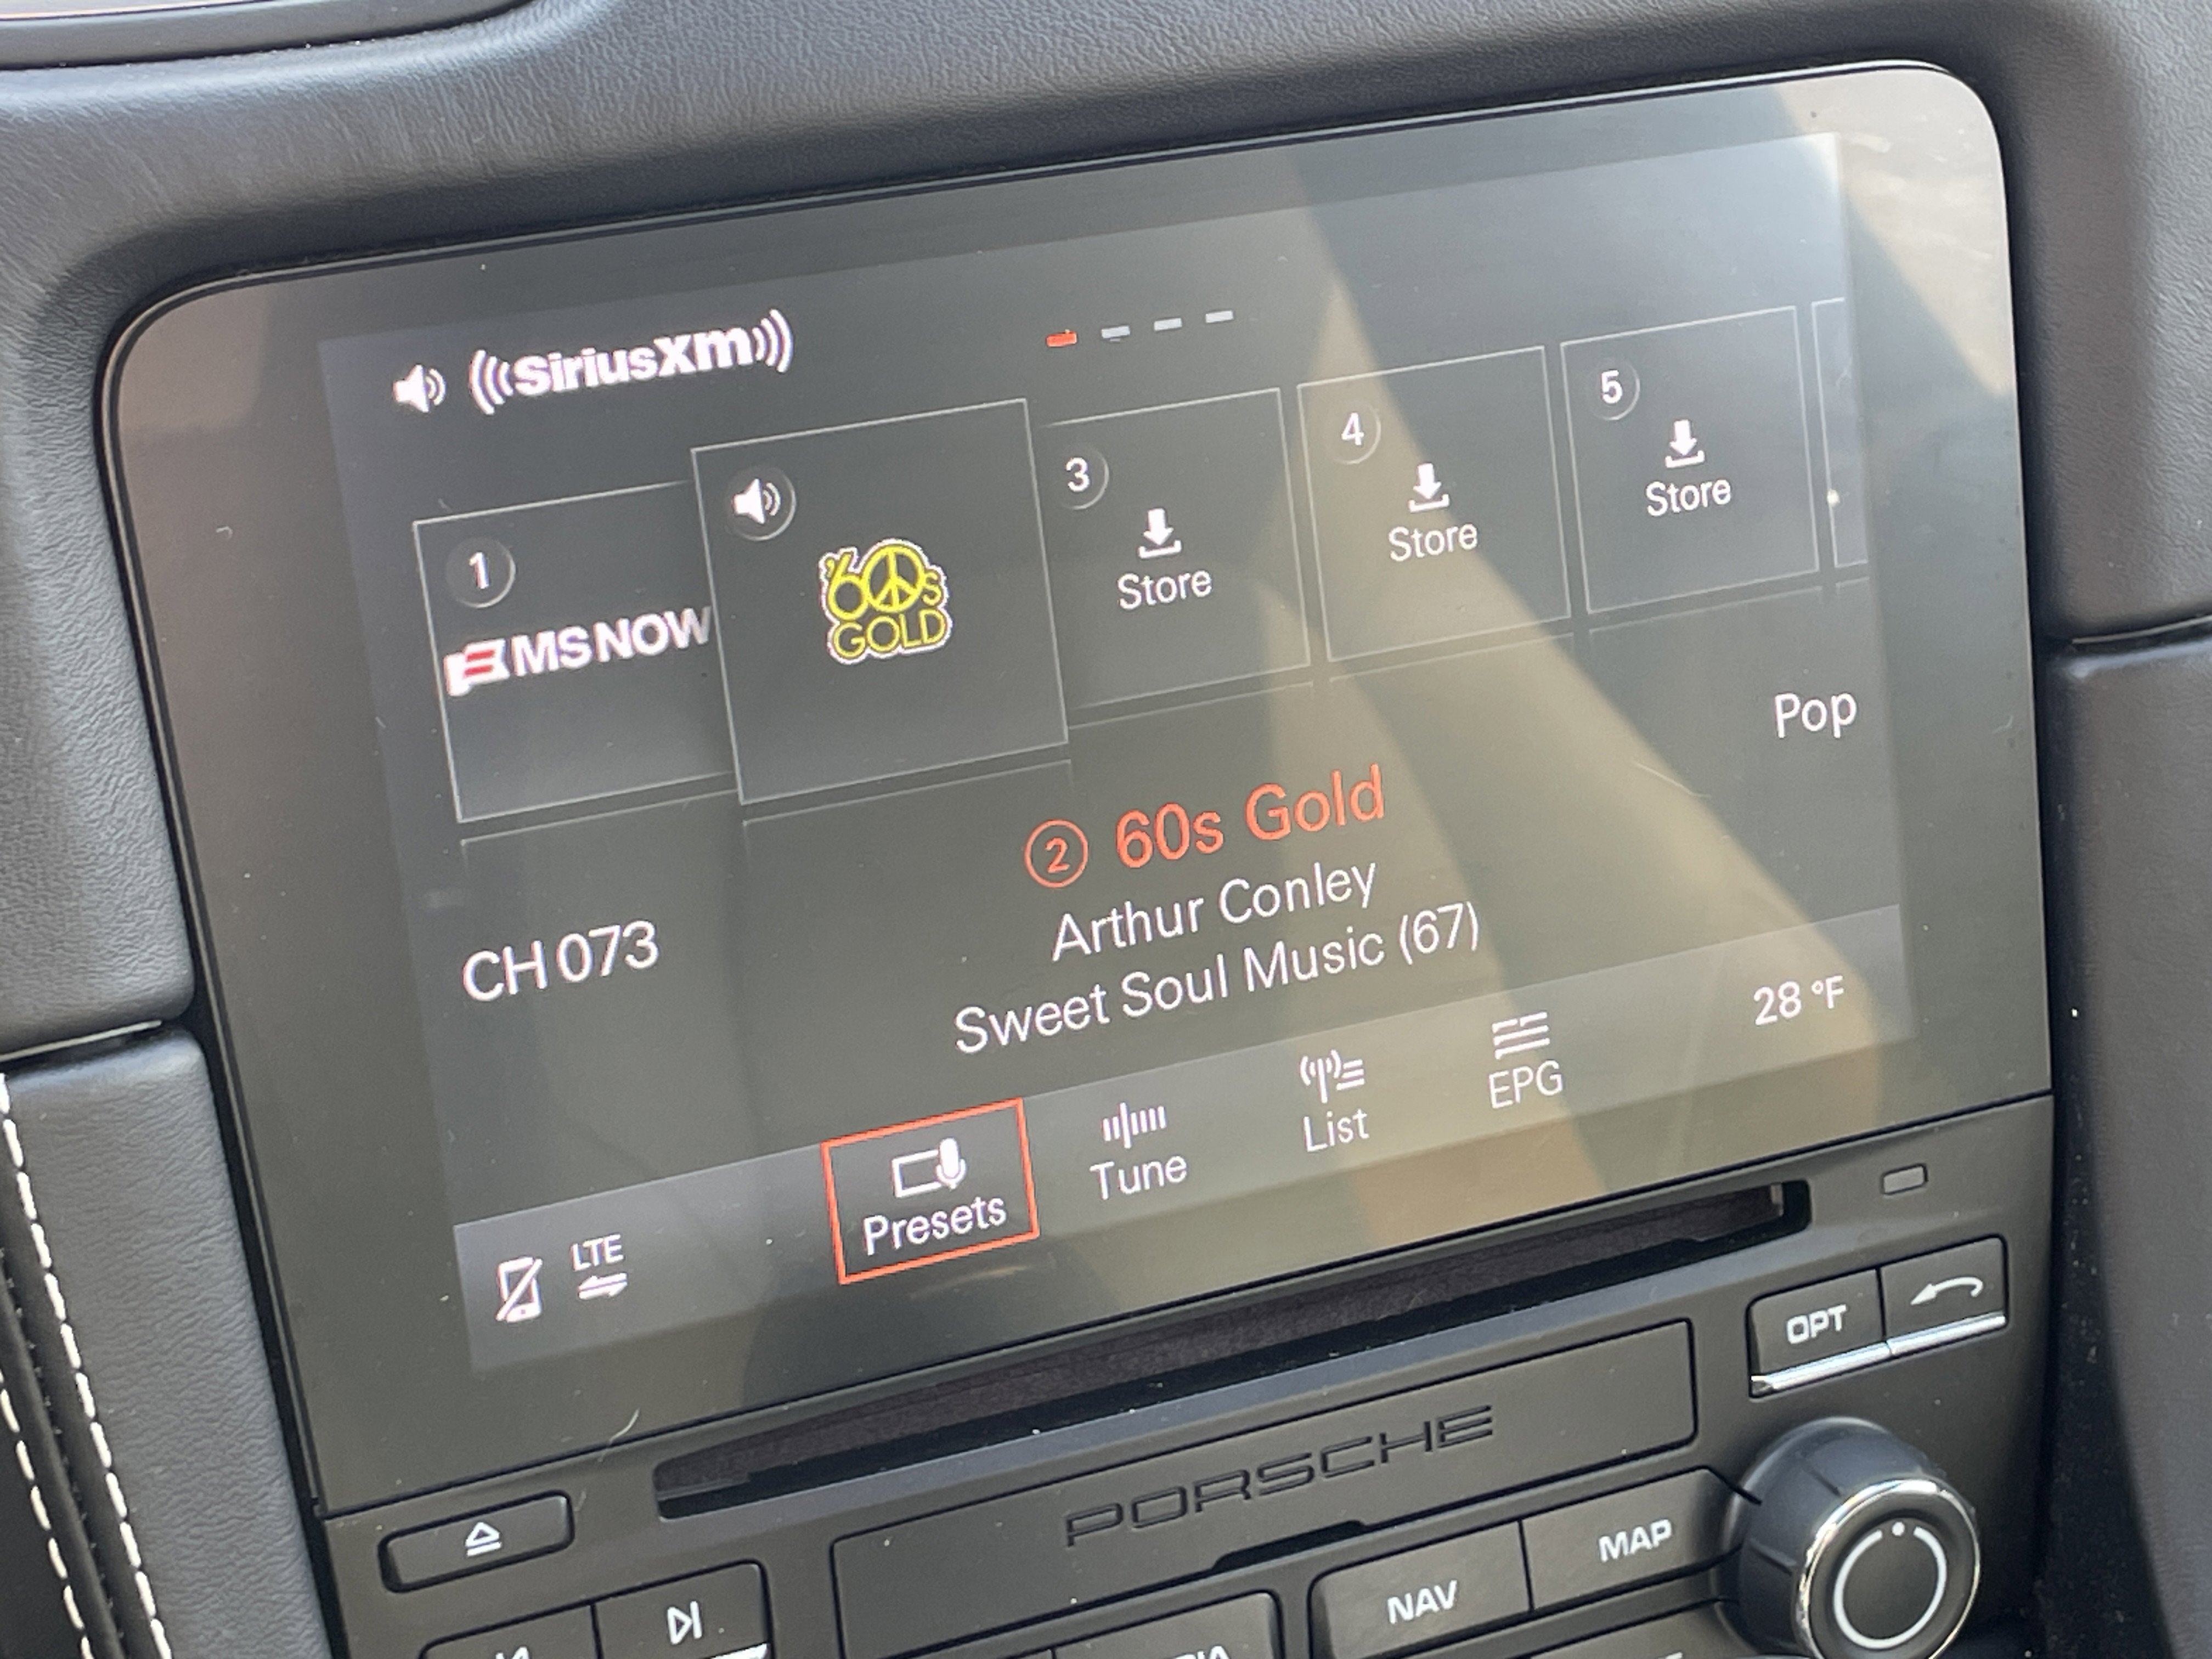 SiriusXm
1
MS NOW
'60s
GOLD
3
Store
4
Store
5
Store
Pop
2 60s Gold
CH 073
Arthur Conley
Sweet Soul Music (67)
28 °F
LTE
Presets
Tune
List
EPG
OPT
PORSCHE
NAV
MAP